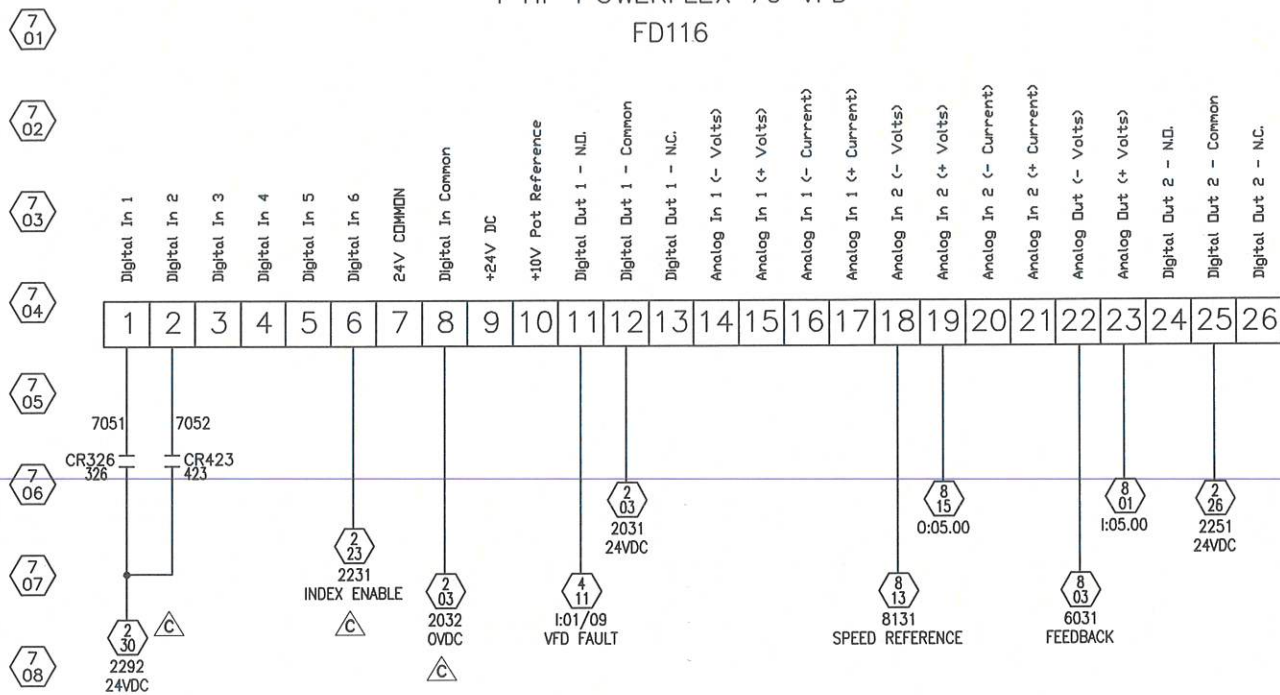 FD116
7
01
7
02
7
03
7
04
7
05
7
06
7
07
7
08
Digital In 1
Digital In 2
Digital In 3
Digital In 4
Digital In 5
Digital In 6
24V COMMON
Digital In Common
+24V DC
+10V Pot Reference
Digital Out 1 - N.O.
Digital Out 1 - Common
Digital Out 1 - N.C.
Analog In 1 (- Volts)
Analog In 1 (+ Volts)
Analog In 1 (- Current)
Analog In 1 (+ Current)
Analog In 2 (- Volts)
Analog In 2 (+ Volts)
Analog In 2 (- Current)
Analog In 2 (+ Current)
Analog Out (- Volts)
Analog Out (+ Volts)
Digital Out 2 - N.O.
Digital Out 2 - Common
Digital Out 2 - N.C.
1 2 3 4 5 6 7 8 9 10 11 12 13 14 15 16 17 18 19 20 21 22 23 24 25 26
7051
7052
CR326
326
CR423
423
2
30
2292
24VDC
C
2
23
2231
INDEX ENABLE
C
2
03
2032
0VDC
C
4
11
I:01/09
VFD FAULT
2
03
2031
24VDC
8
13
8131
SPEED REFERENCE
8
15
O:05.00
8
03
6031
FEEDBACK
8
01
I:05.00
2
26
2251
24VDC